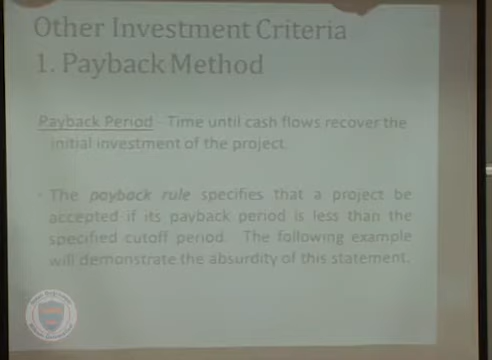 Other Investment Criteria
1. Payback Method
Payback Period - Time until cash flows recover the
initial investment of the project.
- The payback rule specifies that a project be
accepted if its payback period is less than the
specified cutoff period. The following example
will demonstrate the absurdity of this statement.